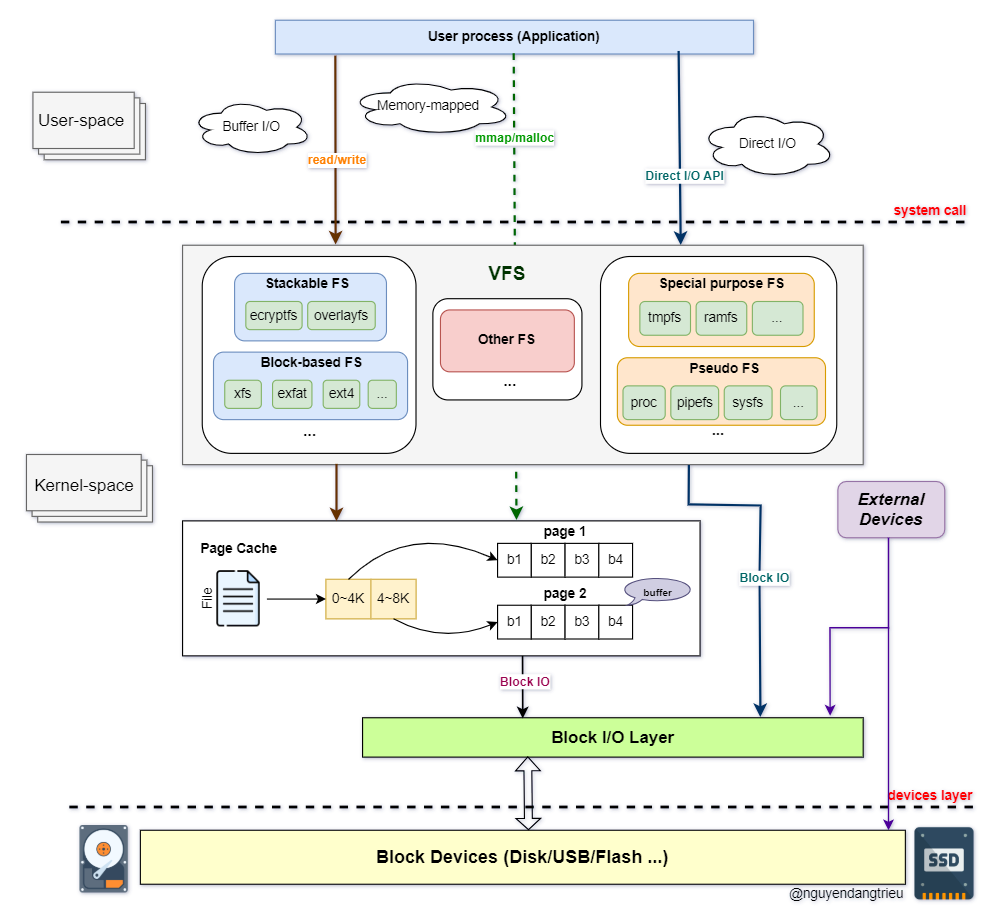 User process (Application)
User-space
Buffer I/O
Memory-mapped
Direct I/O
read/write
mmap/malloc
Direct I/O API
system call
VFS
Stackable FS
ecryptfs
overlayfs
Block-based FS
xfs
exfat
ext4
...
...
Other FS
...
Special purpose FS
tmpfs
ramfs
...
Pseudo FS
proc
pipefs
sysfs
...
...
Kernel-space
External
Devices
Page Cache
File
0~4K
4~8K
page 1
b1
b2
b3
b4
page 2
buffer
b1
b2
b3
b4
Block IO
Block IO
Block I/O Layer
devices layer
Block Devices (Disk/USB/Flash ...)
SSD
@nguyendangtrieu